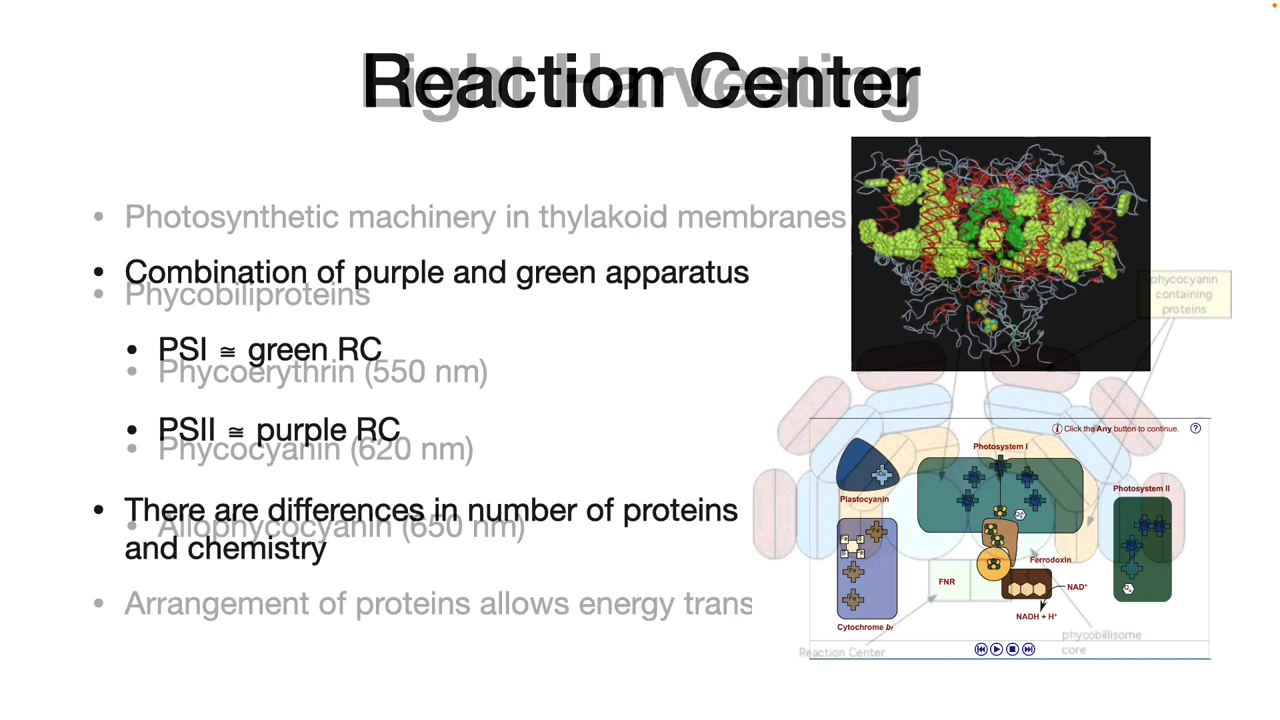 Reaction Center
Light Harvesting
• Photosynthetic machinery in thylakoid membranes
• Combination of purple and green apparatus
• Phycobiliproteins
• PSI ≅ green RC
• Phycoerythrin (550 nm)
• PSII ≅ purple RC
• Phycocyanin (620 nm)
• There are differences in number of proteins
and chemistry
• Allophycocyanin (650 nm)
• Arrangement of proteins allows energy trans
phycocyanin
containing
proteins
Click the Any button to continue.
Photosystem I
Photosystem II
Plastocyanin
Ferrodoxin
FNR
NAD⁺
NADH + H⁺
Cytochrome bf
phycobillisome
core
Reaction Center